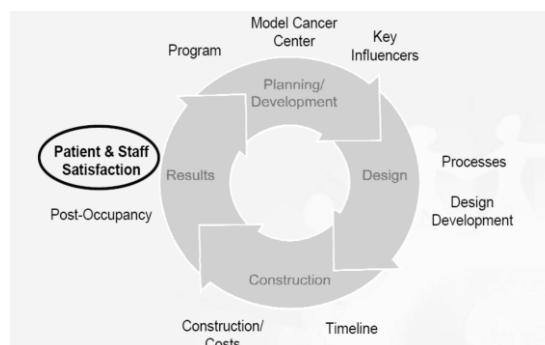 Model Cancer
Center
Key
Influencers
Program
Planning/
Development
Patient & Staff
Satisfaction
Results
Design
Processes
Post-Occupancy
Design
Development
Construction
Construction/
Costs
Timeline